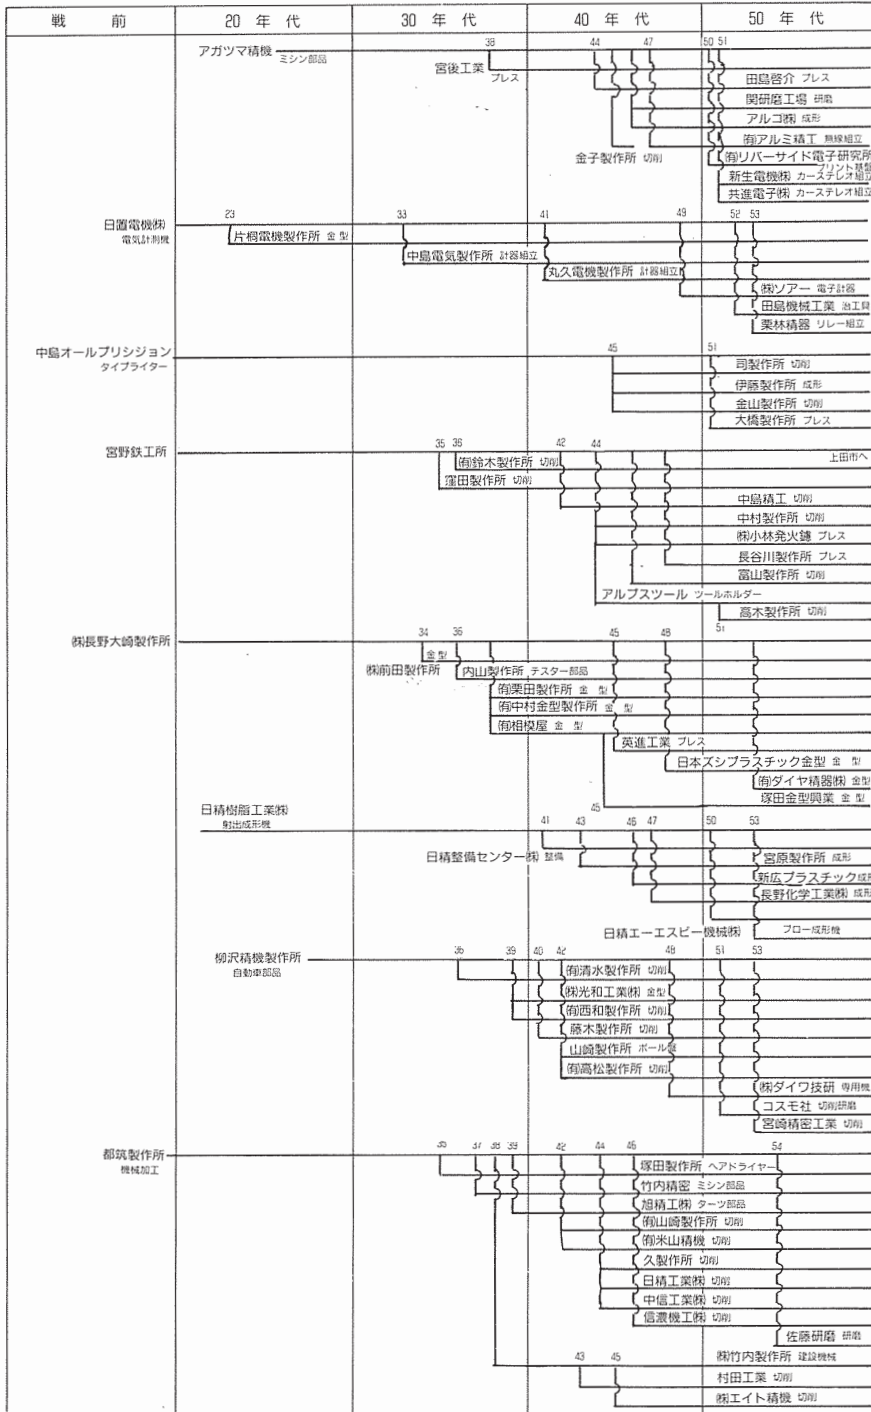 戦前 20年代 30年代 40年代 50年代
38 44 47 50 51
アガツマ精機 ミシン部品
宮後工業 プレス
田島啓介 プレス
関研磨工場 研磨
アルゴ㈱ 成形
㈲アルミ精工 無線組立
金子製作所 切削
㈲リバーサイド電子研究所
プリント基盤
新生電機㈱ カーステレオ組立
共進電子㈱ カーステレオ組立
23 33 41 49 52 53
日置電機㈱
電気計測機
片桐電機製作所 金型
中島電気製作所 計器組立
丸久電機製作所 計器組立
㈱ソアー 電子計器
田島機械工業 治工具
栗林精器 リレー組立
中島オールプリシジョン
タイプライター
45 51
司製作所 切削
伊藤製作所 成形
金山製作所 切削
大橋製作所 プレス
35 36 42 44
宮野鉄工所
上田市へ
㈲鈴木製作所 切削
窪田製作所 切削
中島精工 切削
中村製作所 切削
㈱小林発火鏥 プレス
長谷川製作所 プレス
富山製作所 切削
アルプスツール ツールホルダー
高木製作所 切削
51
㈱長野大崎製作所
34 36 45 48
金型
㈱前田製作所
内山製作所 テスター部品
㈲栗田製作所 金型
㈲中村金型製作所 金型
㈲相模屋 金型
英進工業 プレス
日本ズシプラスチック金型 金型
㈲ダイヤ精器㈱ 金型
塚田金型興業 金型
45
日精樹脂工業㈱
射出成形機
41 43 46 47 50 53
日精整備センター㈱ 整備
宮原製作所 成形
新広プラスチック 成形
長野化学工業㈱ 成形
日精エーエスビー機械㈱ ブロー成形機
柳沢精機製作所
自動車部品
36 39 40 42 48 51 53
㈲清水製作所 切削
㈱光和工業㈱ 金型
㈲西和製作所 切削
藤木製作所 切削
山崎製作所 ボール盤
㈲高松製作所 切削
㈱ダイワ技研 専用機
コスモ社 切削研磨
宮崎精密工業 切削
都筑製作所
機械加工
35 37 38 39 42 44 46 54
塚田製作所 ヘアドライヤー
竹内精密 ミシン部品
旭精工㈱ ターツ部品
㈲山崎製作所 切削
㈲米山精機 切削
久製作所 切削
日精工業㈱ 切削
中信工業㈱ 切削
信濃機工㈱ 切削
佐藤研磨 研磨
㈱竹内製作所 建設機械
43 45
村田工業 切削
㈱エイト精機 切削